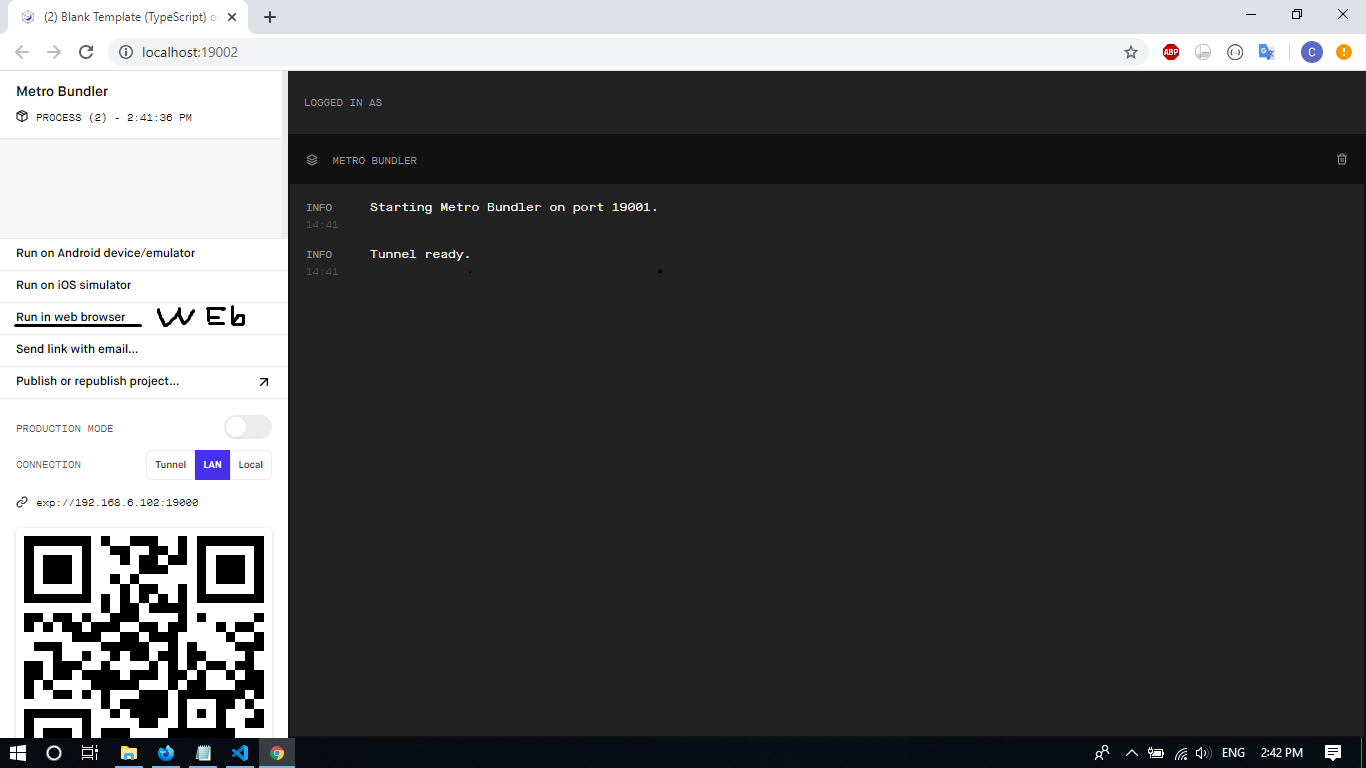 (2) Blank Template (TypeScript) o
localhost:19002
ABP
C
Metro Bundler
PROCESS (2) - 2:41:36 PM
LOGGED IN AS
METRO BUNDLER
INFO Starting Metro Bundler on port 19001.
14:41
INFO Tunnel ready.
14:41
Run on Android device/emulator
Run on iOS simulator
Run in web browser WEb
Send link with email...
Publish or republish project...
PRODUCTION MODE
CONNECTION Tunnel LAN Local
exp://192.168.6.102:19000
ENG 2:42 PM